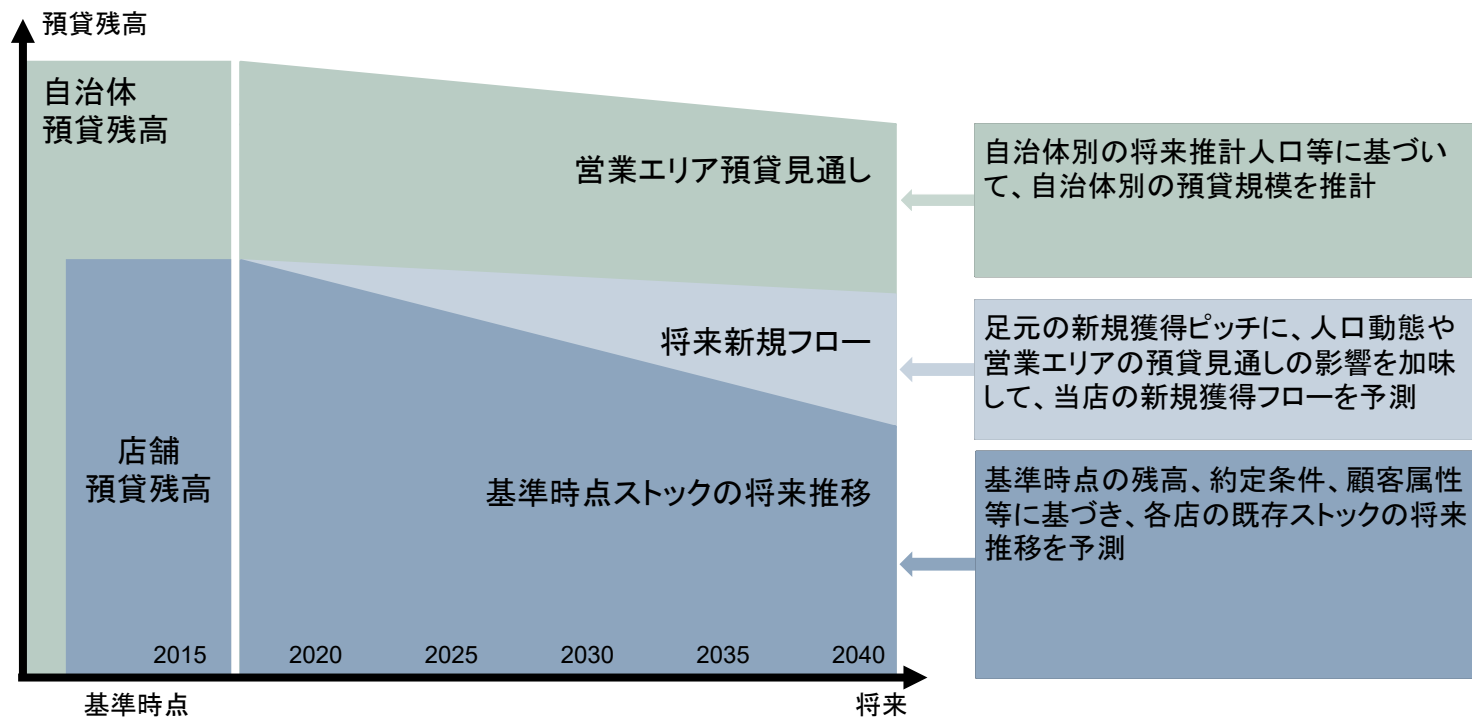 預貸残高
自治体
預貸残高
営業エリア預貸見通し
自治体別の将来推計人口等に基づい
て、自治体別の預貸規模を推計
将来新規フロー
足元の新規獲得ピッチに、人口動態や
営業エリアの預貸見通しの影響を加味
して、当店の新規獲得フローを予測
店舗
預貸残高
基準時点ストックの将来推移
基準時点の残高、約定条件、顧客属性
等に基づき、各店の既存ストックの将来
推移を予測
2015 2020 2025 2030 2035 2040
基準時点 将来